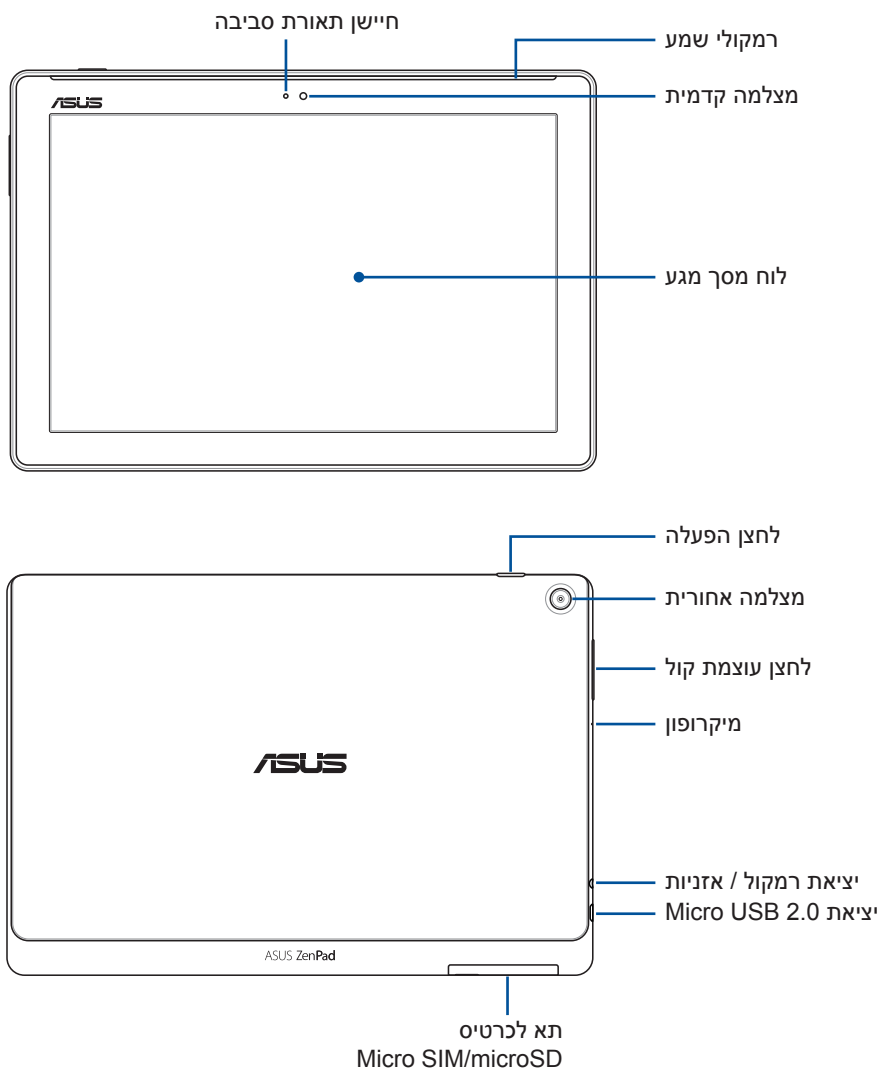 חיישן תאורת סביבה
רמקולי שמע
מצלמה קדמית
ASUS
לוח מסך מגע
לחצן הפעלה
מצלמה אחורית
לחצן עוצמת קול
מיקרופון
ASUS
יציאת רמקול / אזניות
יציאת Micro USB 2.0
ASUS ZenPad
תא לכרטיס
Micro SIM/microSD